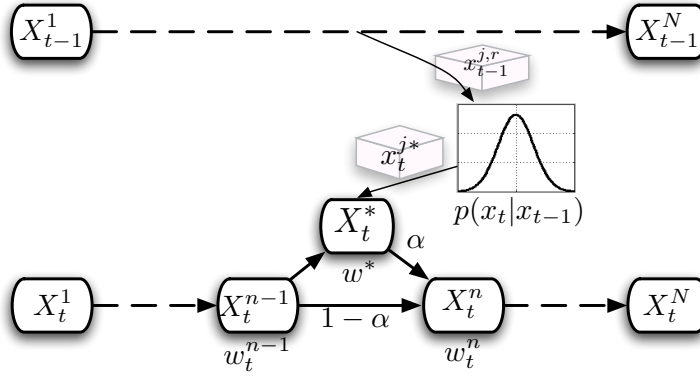 X_{t-1}^{1}
X_{t-1}^{N}
x_{t-1}^{j,r}
x_t^{j*}
p(x_t|x_{t-1})
X_t^*
α
w^*
X_t^1
X_t^{n-1}
1 − α
X_t^n
X_t^N
w_t^{n-1}
w_t^n